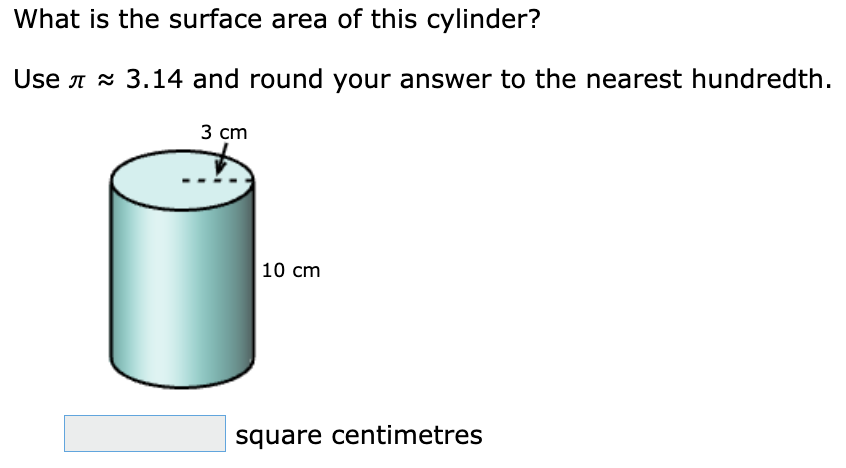 What is the surface area of this cylinder?
Use π ≈ 3.14 and round your answer to the nearest hundredth.
3 cm
10 cm
square centimetres